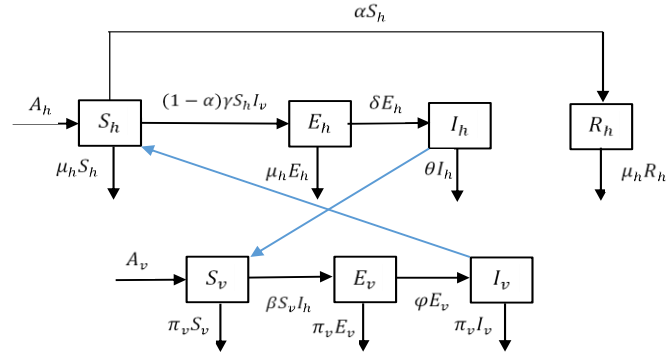 αS_h
A_h
(1 − α)γS_hI_v
δE_h
S_h
E_h
I_h
R_h
μ_hS_h
μ_hE_h
θI_h
μ_hR_h
A_v
S_v
E_v
I_v
βS_vI_h
φE_v
π_vS_v
π_vE_v
π_vI_v